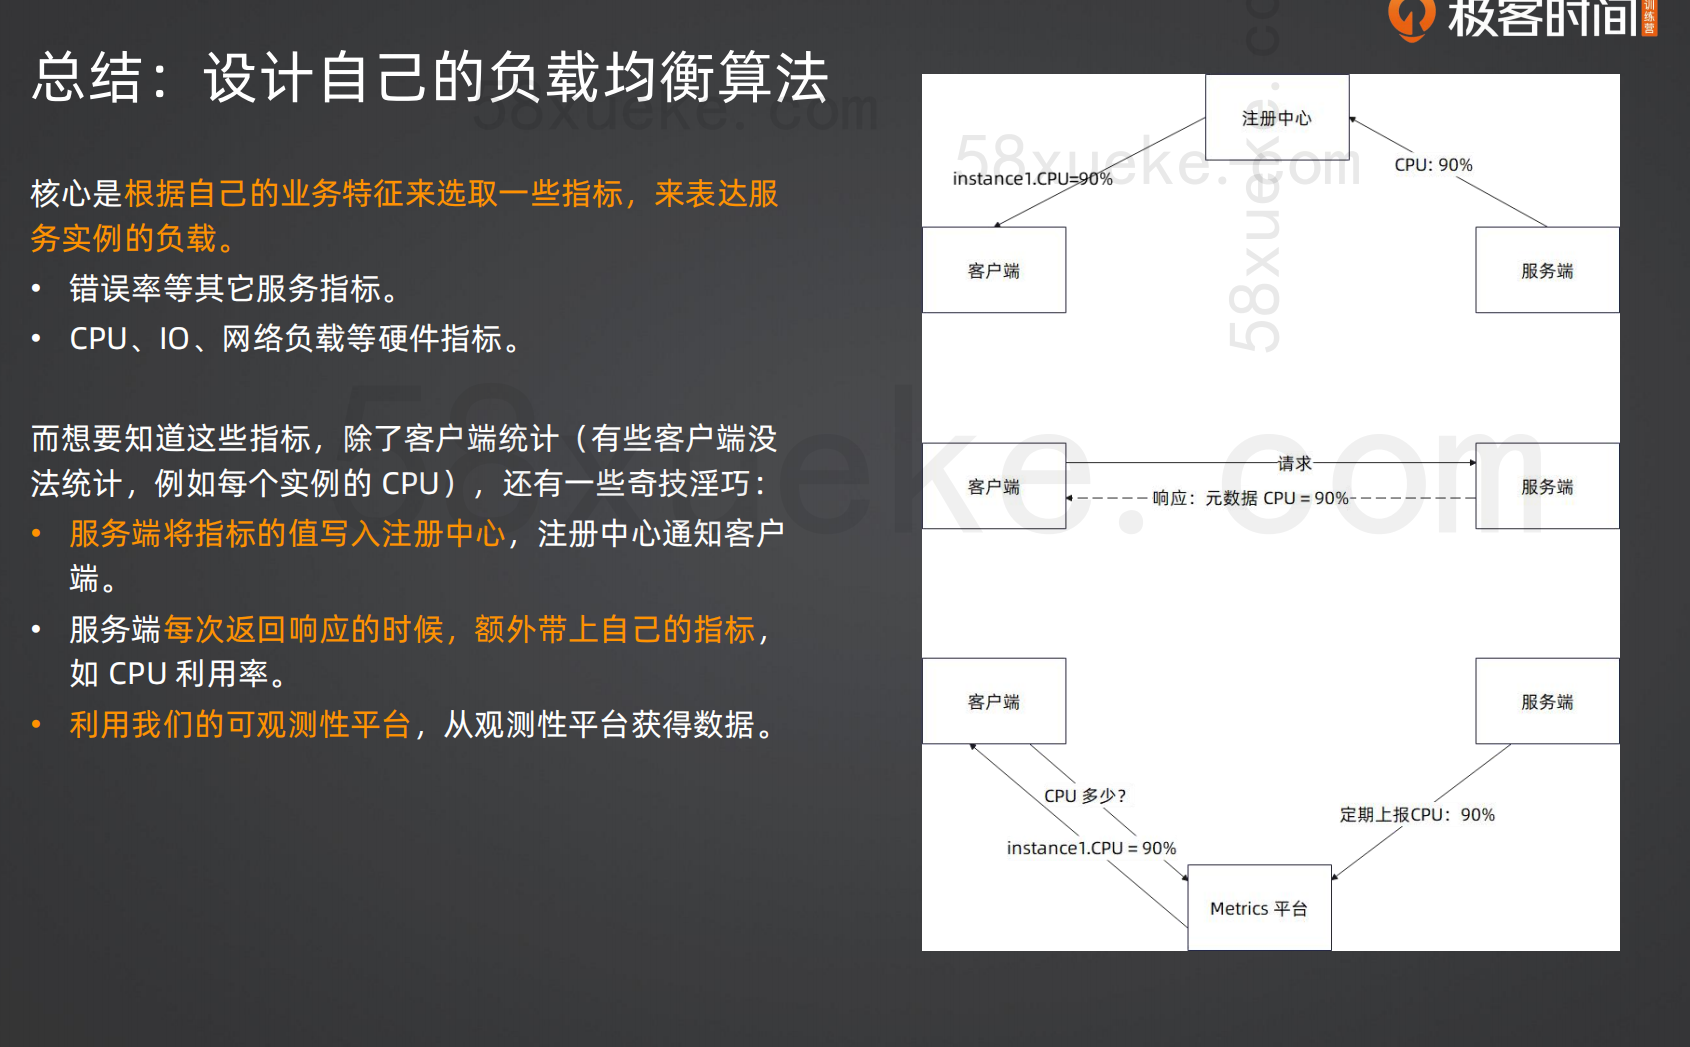 极客时间
训练营
总结：设计自己的负载均衡算法
核心是根据自己的业务特征来选取一些指标，来表达服
务实例的负载。
• 错误率等其它服务指标。
• CPU、IO、网络负载等硬件指标。
而想要知道这些指标，除了客户端统计（有些客户端没
法统计，例如每个实例的 CPU），还有一些奇技淫巧：
• 服务端将指标的值写入注册中心，注册中心通知客户
端。
• 服务端每次返回响应的时候，额外带上自己的指标，
如 CPU 利用率。
• 利用我们的可观测性平台，从观测性平台获得数据。
注册中心
CPU: 90%
instance1.CPU=90%
客户端
服务端
请求
客户端
服务端
响应：元数据 CPU = 90%
客户端
服务端
CPU 多少?
定期上报CPU：90%
instance1.CPU = 90%
Metrics 平台
58xueke.com
58xueke.com
58xueke.com
58xueke.com